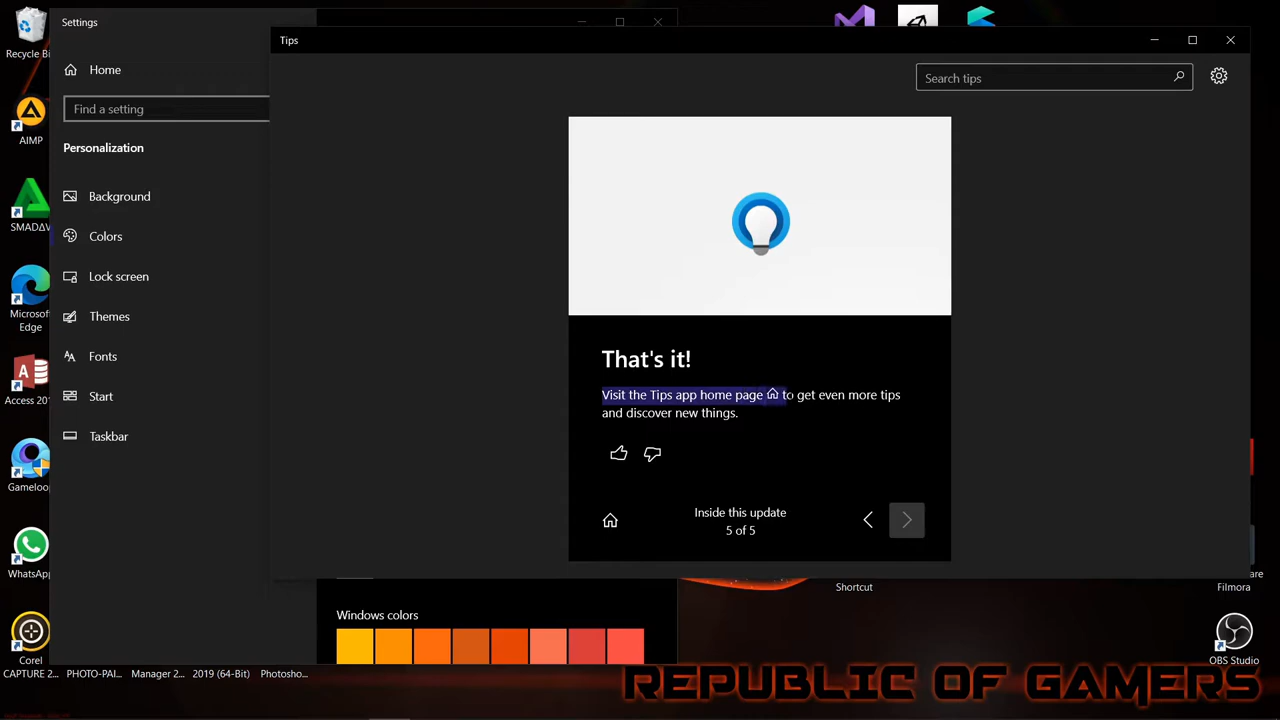 Settings
Home
Find a setting
Personalization
Background
Colors
Lock screen
Themes
Fonts
Start
Taskbar
Tips
Search tips
That's it!
Visit the Tips app home page to get even more tips
and discover new things.
Inside this update
5 of 5
Windows colors
Recycle Bi
AIMP
SMADΔV
Microsoft
Edge
Access 20
Gameloo
WhatsApp
Corel
CAPTURE 2...
PHOTO-PAI...
Manager 2...
2019 (64-Bit)
Photosho...
Shortcut
Filmora
OBS Studio
REPUBLIC OF GAMERS